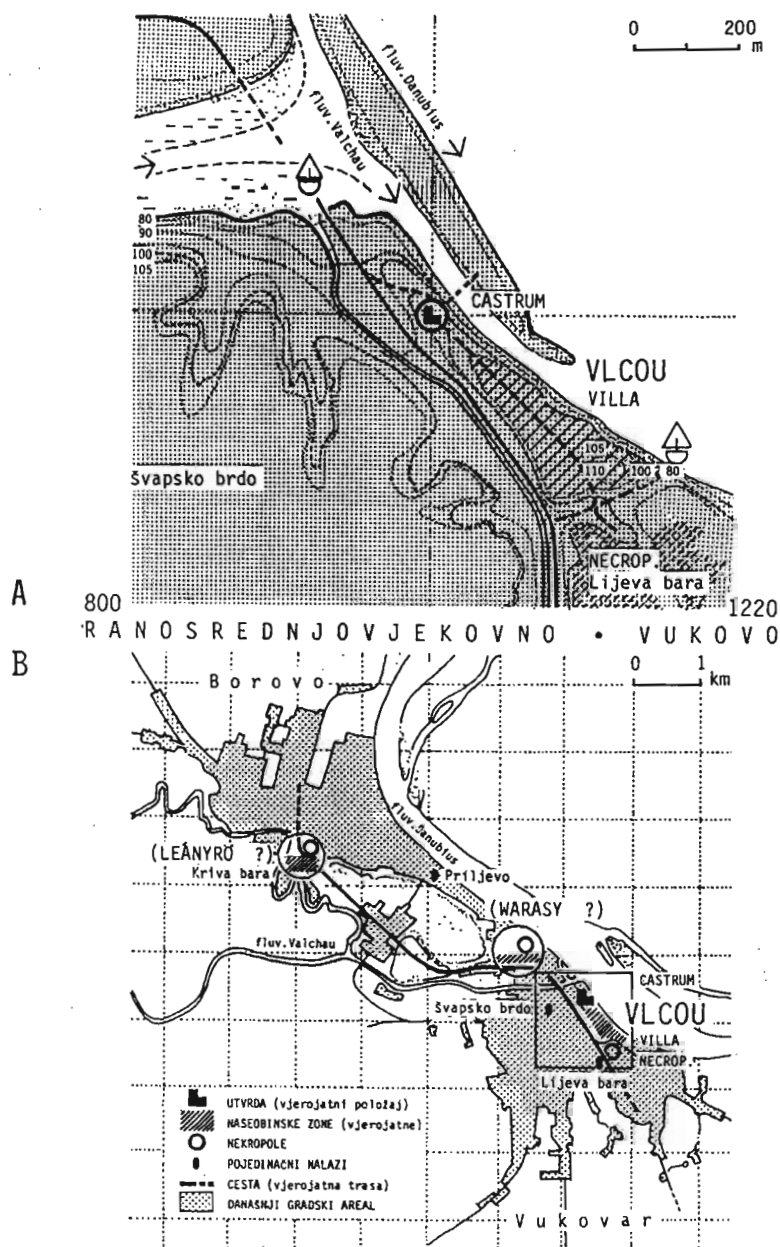 0 200
m
fluv.Danubius
fluv.Valchau
80
90
100
105
CASTRUM
VLCOU
VILLA
105
110
100
80
Švapsko brdo
NECROP.
Lijeva bara
A
800
1220
RANOSREDNJOVJEKOVNO • VUKOVO
B
0 1
km
Borovo
fluv.Danubius
(LEÁNYRÓ ?)
Kriva bara
Priljevo
(WARASY ?)
fluv.Valchau
CASTRUM
Švapsko brdo
VLCOU
VILLA
NECROP.
Lijeva bara
UTVRDA (vjerojatni položaj)
NASEOBINSKE ZONE (vjerojatne)
NEKROPOLE
POJEDINAČNI NALAZI
CESTA (vjerojatna trasa)
DANAŠNJI GRADSKI AREAL
Vukovar